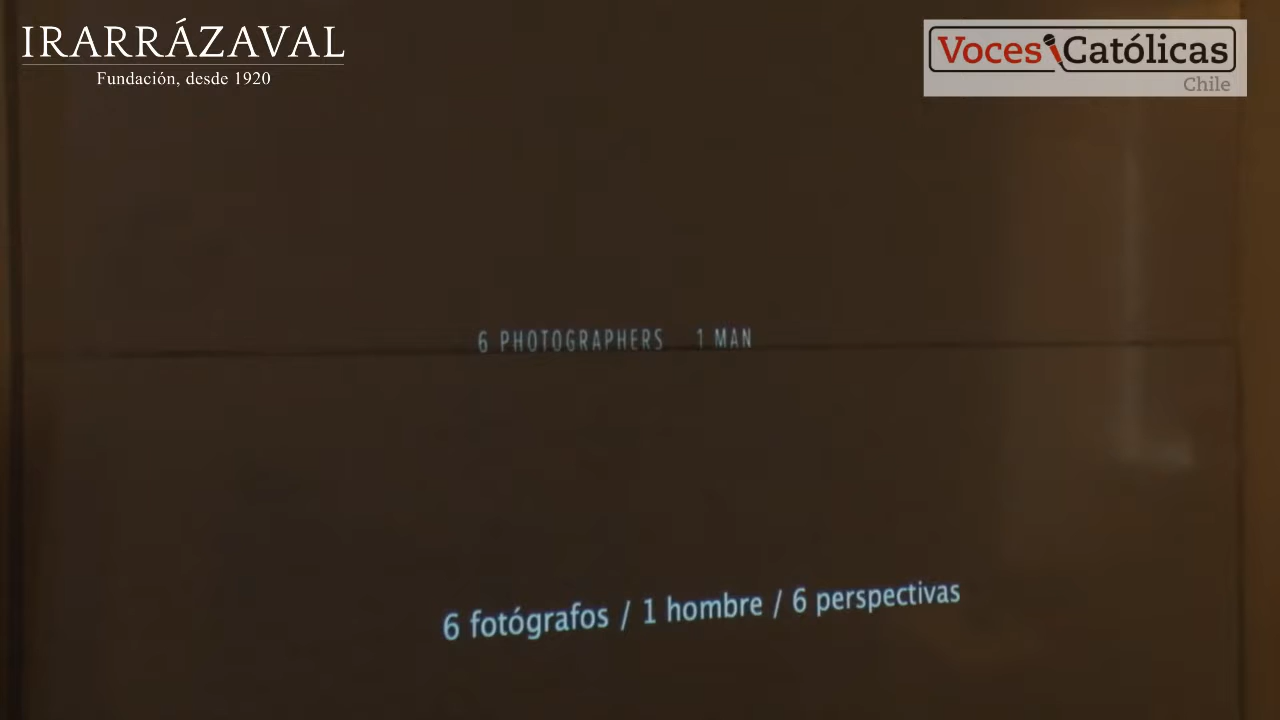 IRARRÁZAVAL
Fundación, desde 1920
Voces Católicas
Chile
6 PHOTOGRAPHERS 1 MAN
6 fotógrafos / 1 hombre / 6 perspectivas